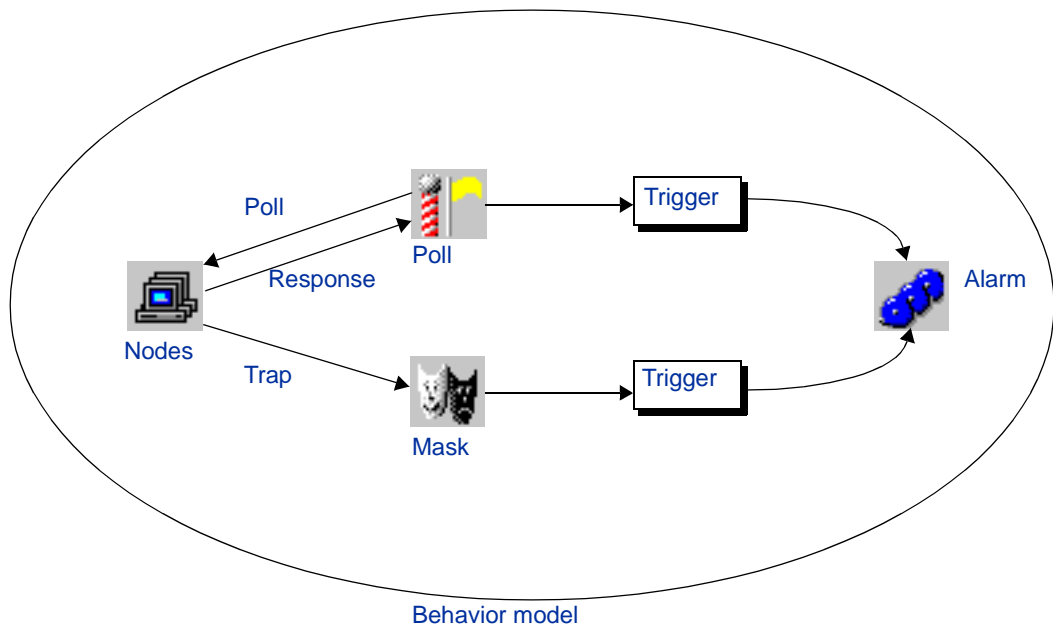 Poll
Poll
Trigger
Response
Alarm
Nodes
Trap
Mask
Trigger
Behavior model